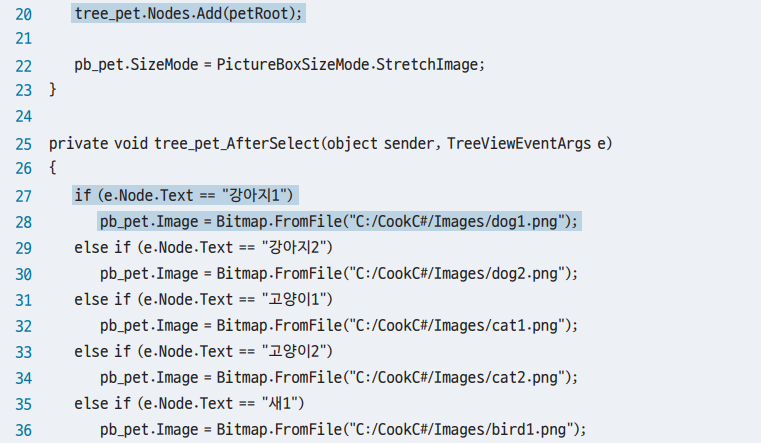 20 tree_pet.Nodes.Add(petRoot);
21
22 pb_pet.SizeMode = PictureBoxSizeMode.StretchImage;
23 }
24
25 private void tree_pet_AfterSelect(object sender, TreeViewEventArgs e)
26 {
27 if (e.Node.Text == "강아지1")
28 pb_pet.Image = Bitmap.FromFile("C:/CookC#/Images/dog1.png");
29 else if (e.Node.Text == "강아지2")
30 pb_pet.Image = Bitmap.FromFile("C:/CookC#/Images/dog2.png");
31 else if (e.Node.Text == "고양이1")
32 pb_pet.Image = Bitmap.FromFile("C:/CookC#/Images/cat1.png");
33 else if (e.Node.Text == "고양이2")
34 pb_pet.Image = Bitmap.FromFile("C:/CookC#/Images/cat2.png");
35 else if (e.Node.Text == "새1")
36 pb_pet.Image = Bitmap.FromFile("C:/CookC#/Images/bird1.png");